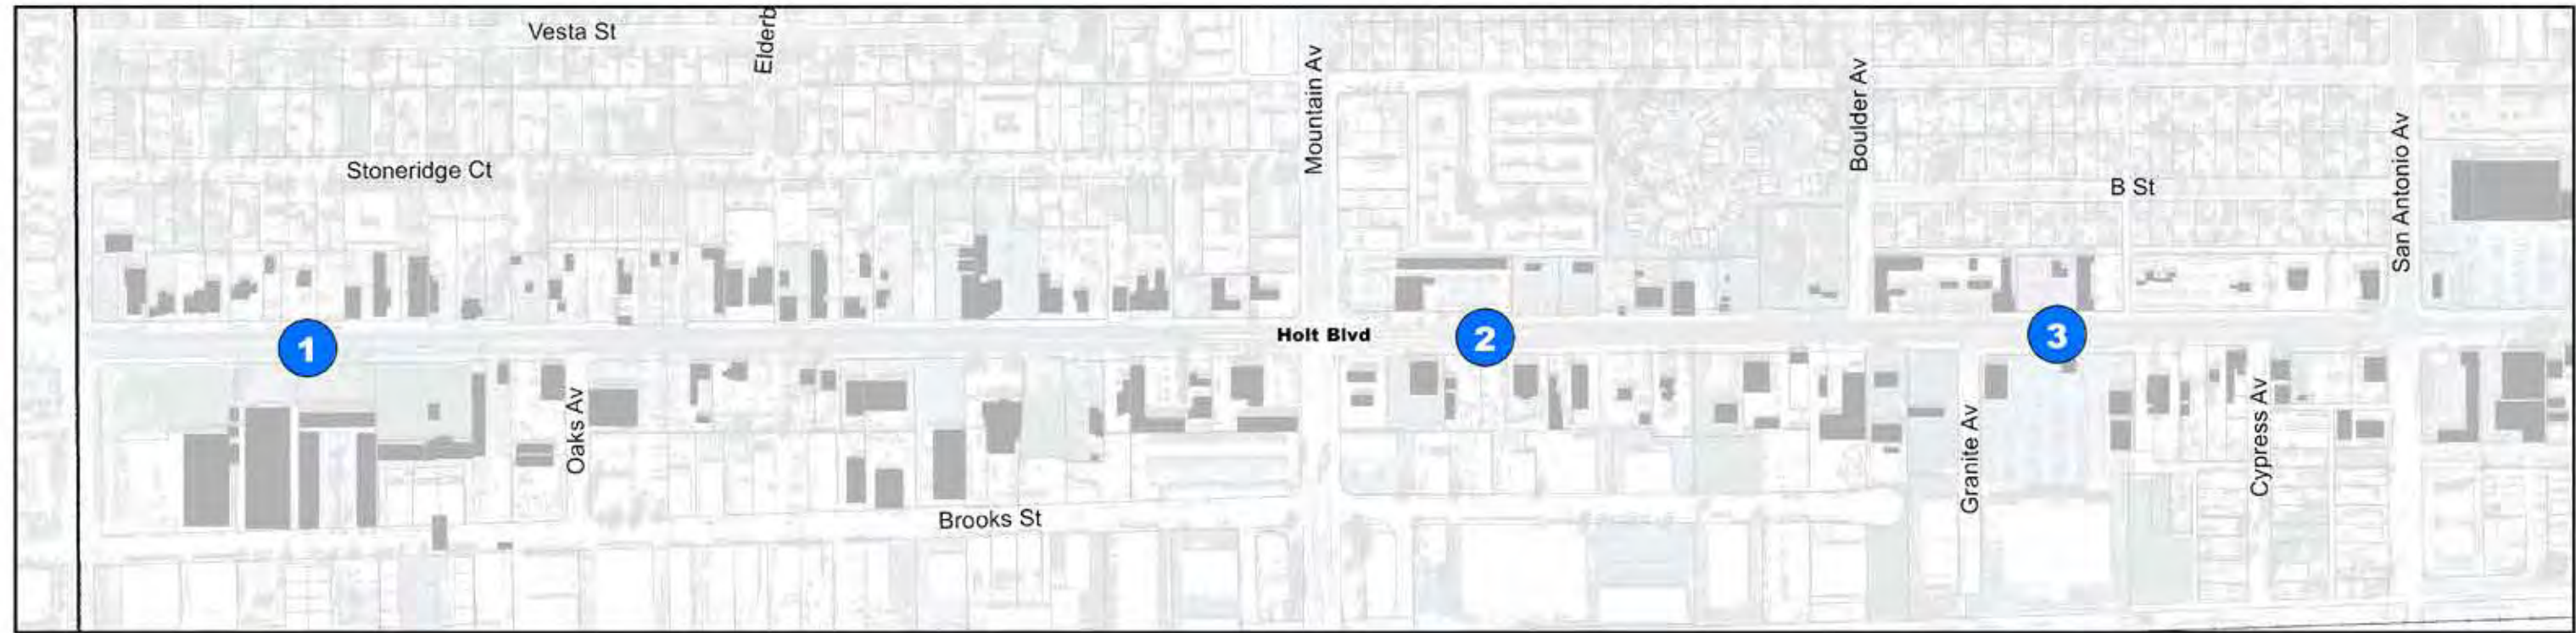 Vesta St
Elderb
Mountain Av
Boulder Av
San Antonio Av
Stoneridge Ct
B St
1
Holt Blvd
2
3
Oaks Av
Granite Av
Cypress Av
Brooks St